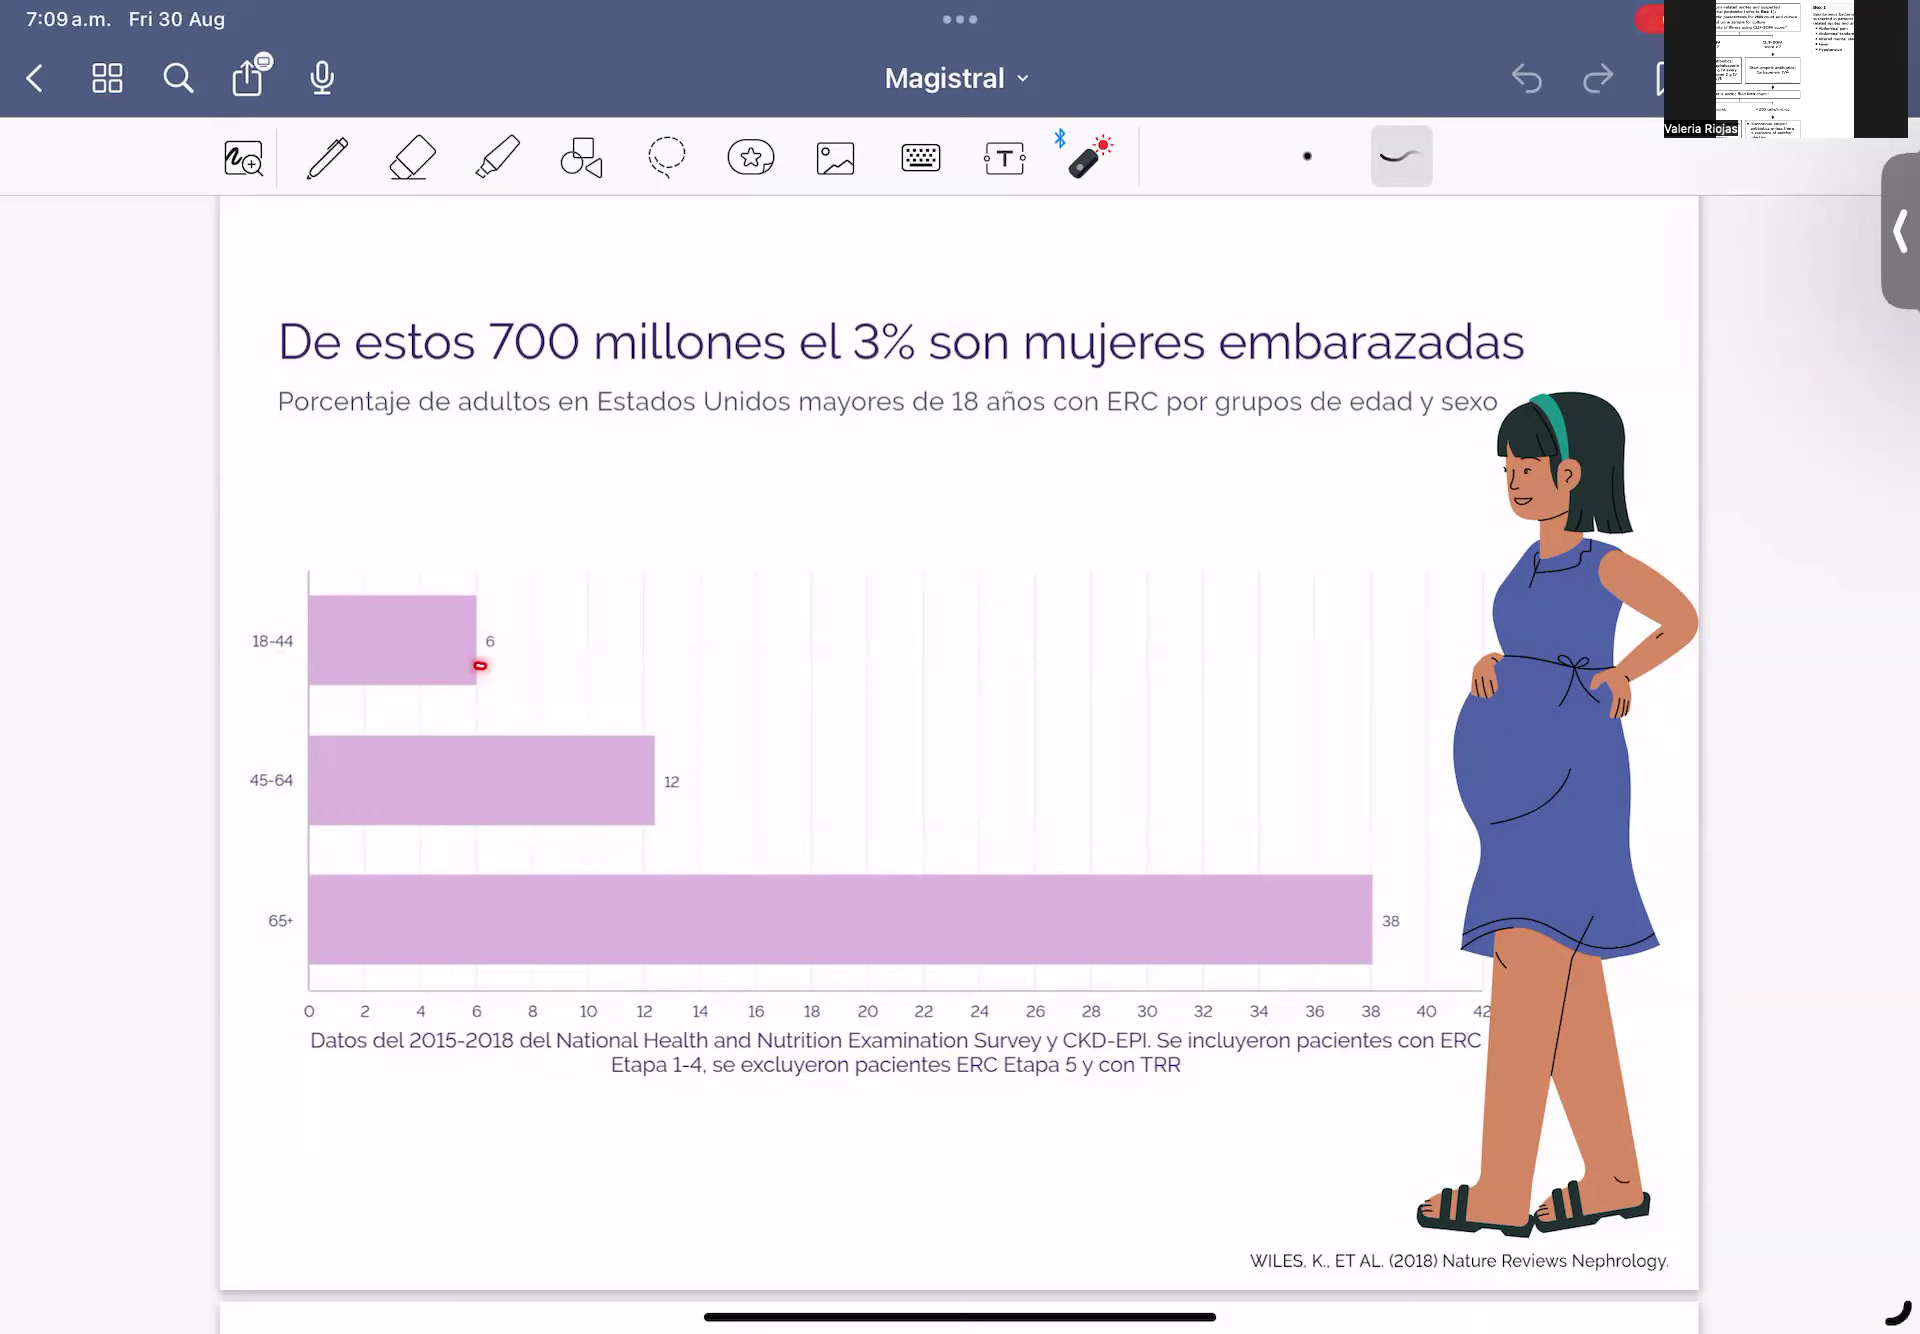 7:09 a.m. Fri 30 Aug
Magistral
Valeria Riojas
Box 1
De estos 700 millones el 3% son mujeres embarazadas
Porcentaje de adultos en Estados Unidos mayores de 18 años con ERC por grupos de edad y sexo
18-44
6
45-64
12
65+
38
0 2 4 6 8 10 12 14 16 18 20 22 24 26 28 30 32 34 36 38 40 42
Datos del 2015-2018 del National Health and Nutrition Examination Survey y CKD-EPI. Se incluyeron pacientes con ERC
Etapa 1-4, se excluyeron pacientes ERC Etapa 5 y con TRR
WILES, K., ET AL. (2018) Nature Reviews Nephrology.